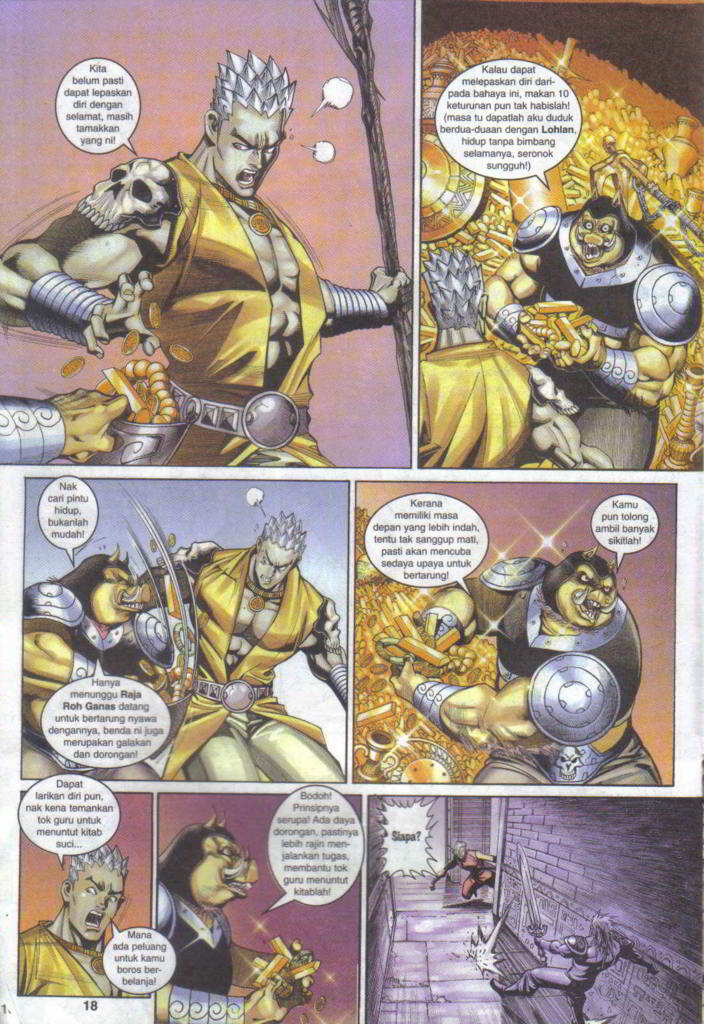 Kita
belum pasti
dapat lepaskan
diri dengan
selamat, masih
tamakkan
yang ni!
Kalau dapat
melepaskan diri dari-
pada bahaya ini, makan 10
keturunan pun tak habislah!
(masa tu dapatlah aku duduk
berdua-duaan dengan Lohlan,
hidup tanpa bimbang
selamanya, seronok
sungguh!)
Nak
cari pintu
hidup,
bukanlah
mudah!
Hanya
menunggu Raja
Roh Ganas datang
untuk bertarung nyawa
dengannya, benda ni juga
merupakan galakan
dan dorongan!
Kerana
memiliki masa
depan yang lebih indah,
tentu tak sanggup mati,
pasti akan mencuba
sedaya upaya untuk
bertarung!
Kamu
pun tolong
ambil banyak
sikitlah!
Dapat
larikan diri pun,
nak kena temankan
tok guru untuk
menuntut kitab
suci...
Mana
ada peluang
untuk kamu
boros ber-
belanja!
Bodoh!
Prinsipnya
serupa! Ada daya
dorongan, pastinya
lebih rajin men-
jalankan tugas,
membantu tok
guru menuntut
kitablah!
Siapa?
18